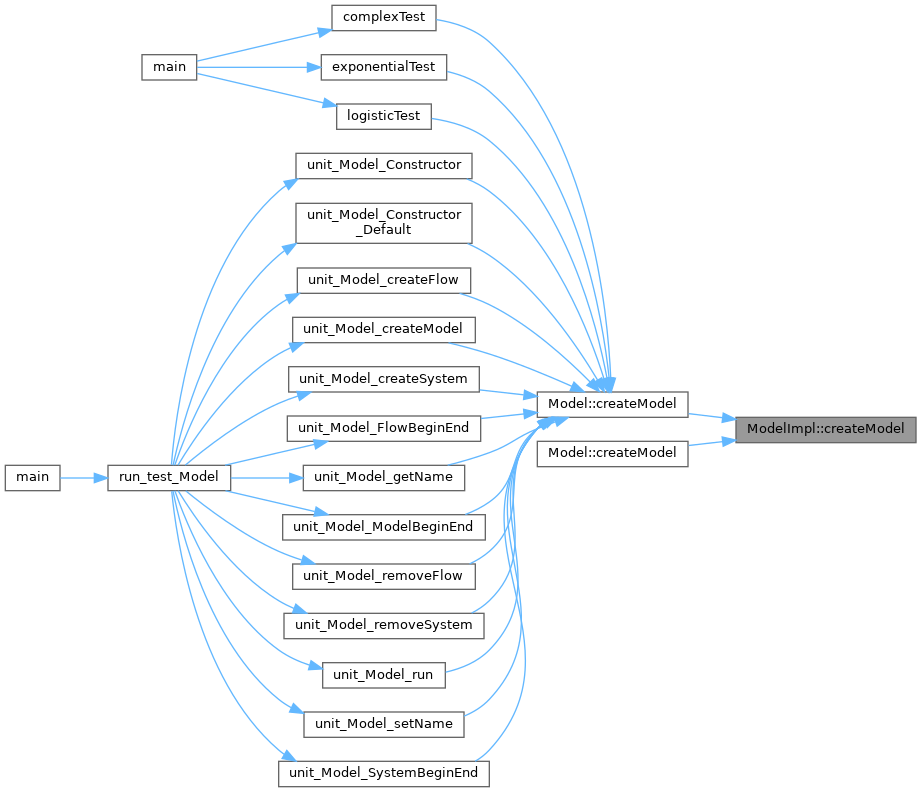 complexTest
main
exponentialTest
logisticTest
unit_Model_Constructor
unit_Model_Constructor
_Default
unit_Model_createFlow
unit_Model_createModel
unit_Model_createSystem
Model::createModel
unit_Model_FlowBeginEnd
ModelImpl::createModel
Model::createModel
main
run_test_Model
unit_Model_getName
unit_Model_ModelBeginEnd
unit_Model_removeFlow
unit_Model_removeSystem
unit_Model_run
unit_Model_setName
unit_Model_SystemBeginEnd